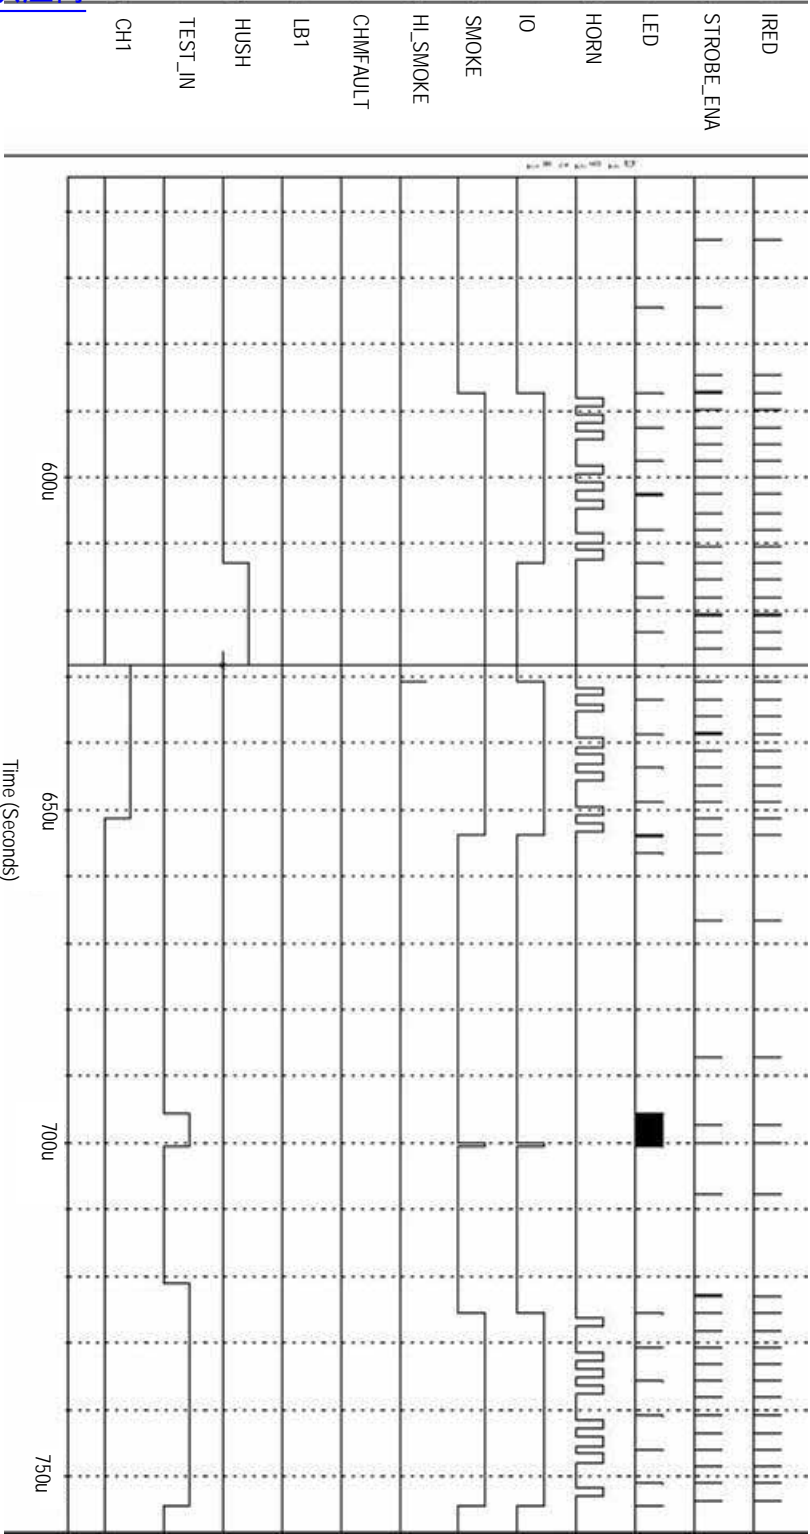 IRED
STROBE_ENA
LED
HORN
IO
SMOKE
HI_SMOKE
CHMFAULT
LB1
HUSH
TEST_IN
CH1
600u
650u
700u
750u
Time (Seconds)